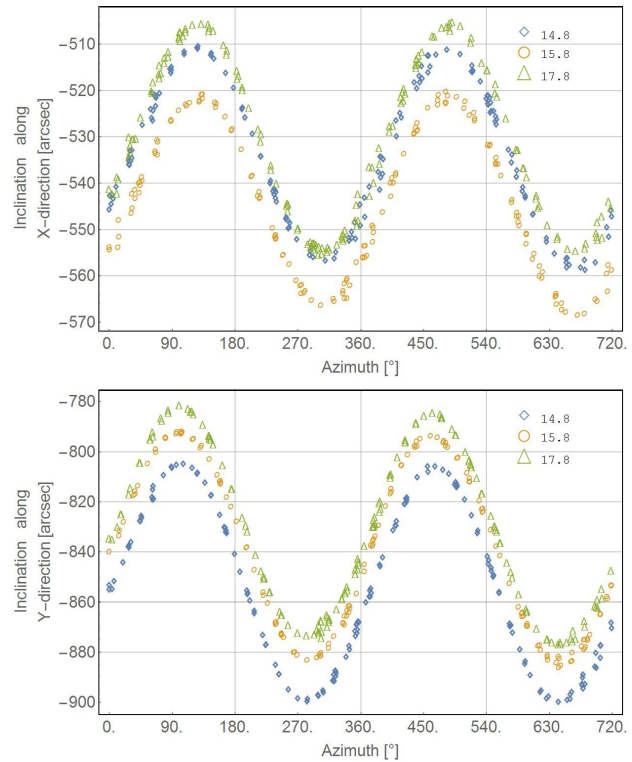 -510
-520
-530
-540
-550
-560
-570
Inclination along
X-direction [arcsec]
14.8
15.8
17.8
0. 90. 180. 270. 360. 450. 540. 630. 720.
Azimuth [°]
-780
-800
-820
-840
-860
-880
-900
Inclination along
Y-direction [arcsec]
14.8
15.8
17.8
0. 90. 180. 270. 360. 450. 540. 630. 720.
Azimuth [°]